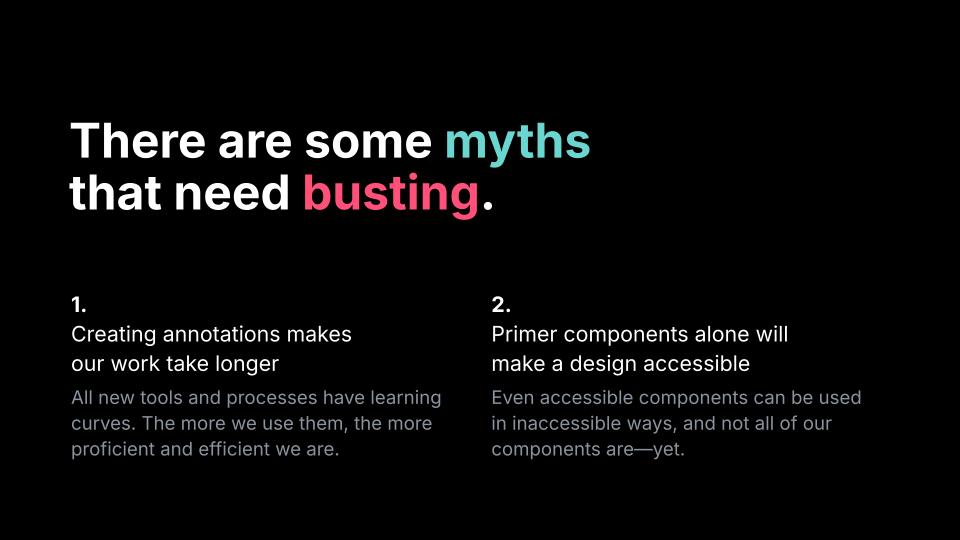 There are some myths
that need busting.
1.
Creating annotations makes
our work take longer
All new tools and processes have learning
curves. The more we use them, the more
proficient and efficient we are.
2.
Primer components alone will
make a design accessible
Even accessible components can be used
in inaccessible ways, and not all of our
components are—yet.